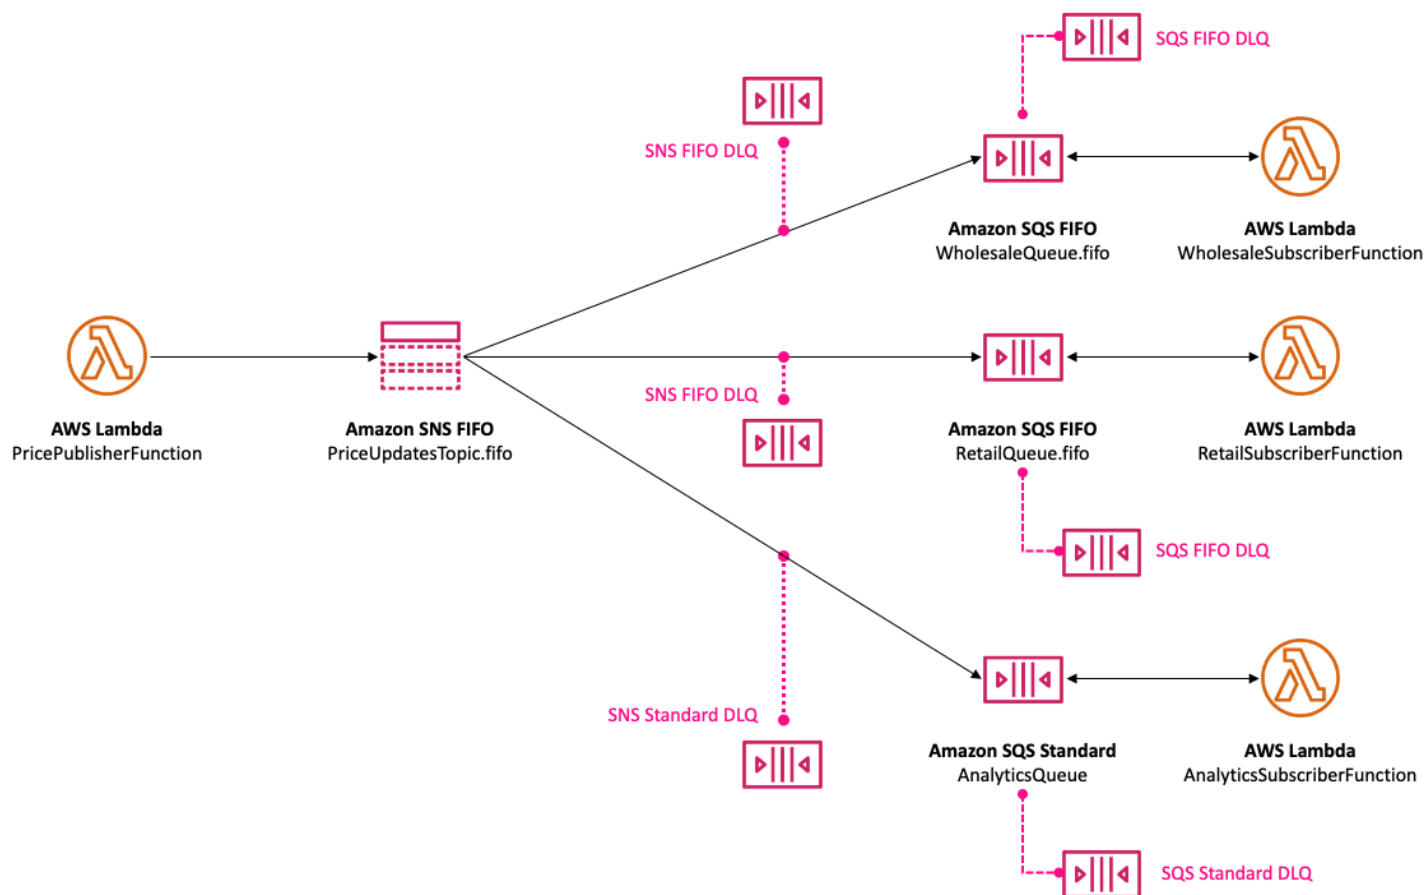 SQS FIFO DLQ
SNS FIFO DLQ
Amazon SQS FIFO
WholesaleQueue.fifo
AWS Lambda
WholesaleSubscriberFunction
AWS Lambda
PricePublisherFunction
Amazon SNS FIFO
PriceUpdatesTopic.fifo
SNS FIFO DLQ
Amazon SQS FIFO
RetailQueue.fifo
AWS Lambda
RetailSubscriberFunction
SQS FIFO DLQ
SNS Standard DLQ
Amazon SQS Standard
AnalyticsQueue
AWS Lambda
AnalyticsSubscriberFunction
SQS Standard DLQ